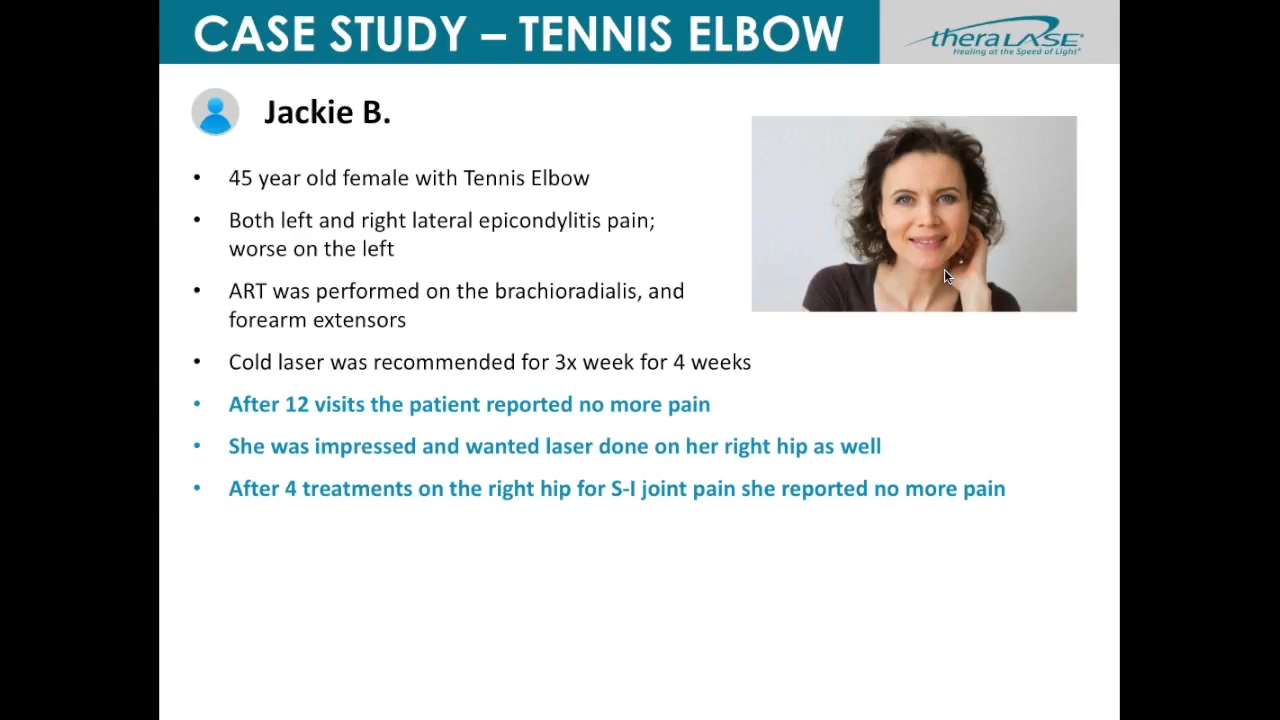 CASE STUDY – TENNIS ELBOW
theraLASE®
Healing at the Speed of Light®
Jackie B.
• 45 year old female with Tennis Elbow
• Both left and right lateral epicondylitis pain;
worse on the left
• ART was performed on the brachioradialis, and
forearm extensors
• Cold laser was recommended for 3x week for 4 weeks
• After 12 visits the patient reported no more pain
• She was impressed and wanted laser done on her right hip as well
• After 4 treatments on the right hip for S-I joint pain she reported no more pain